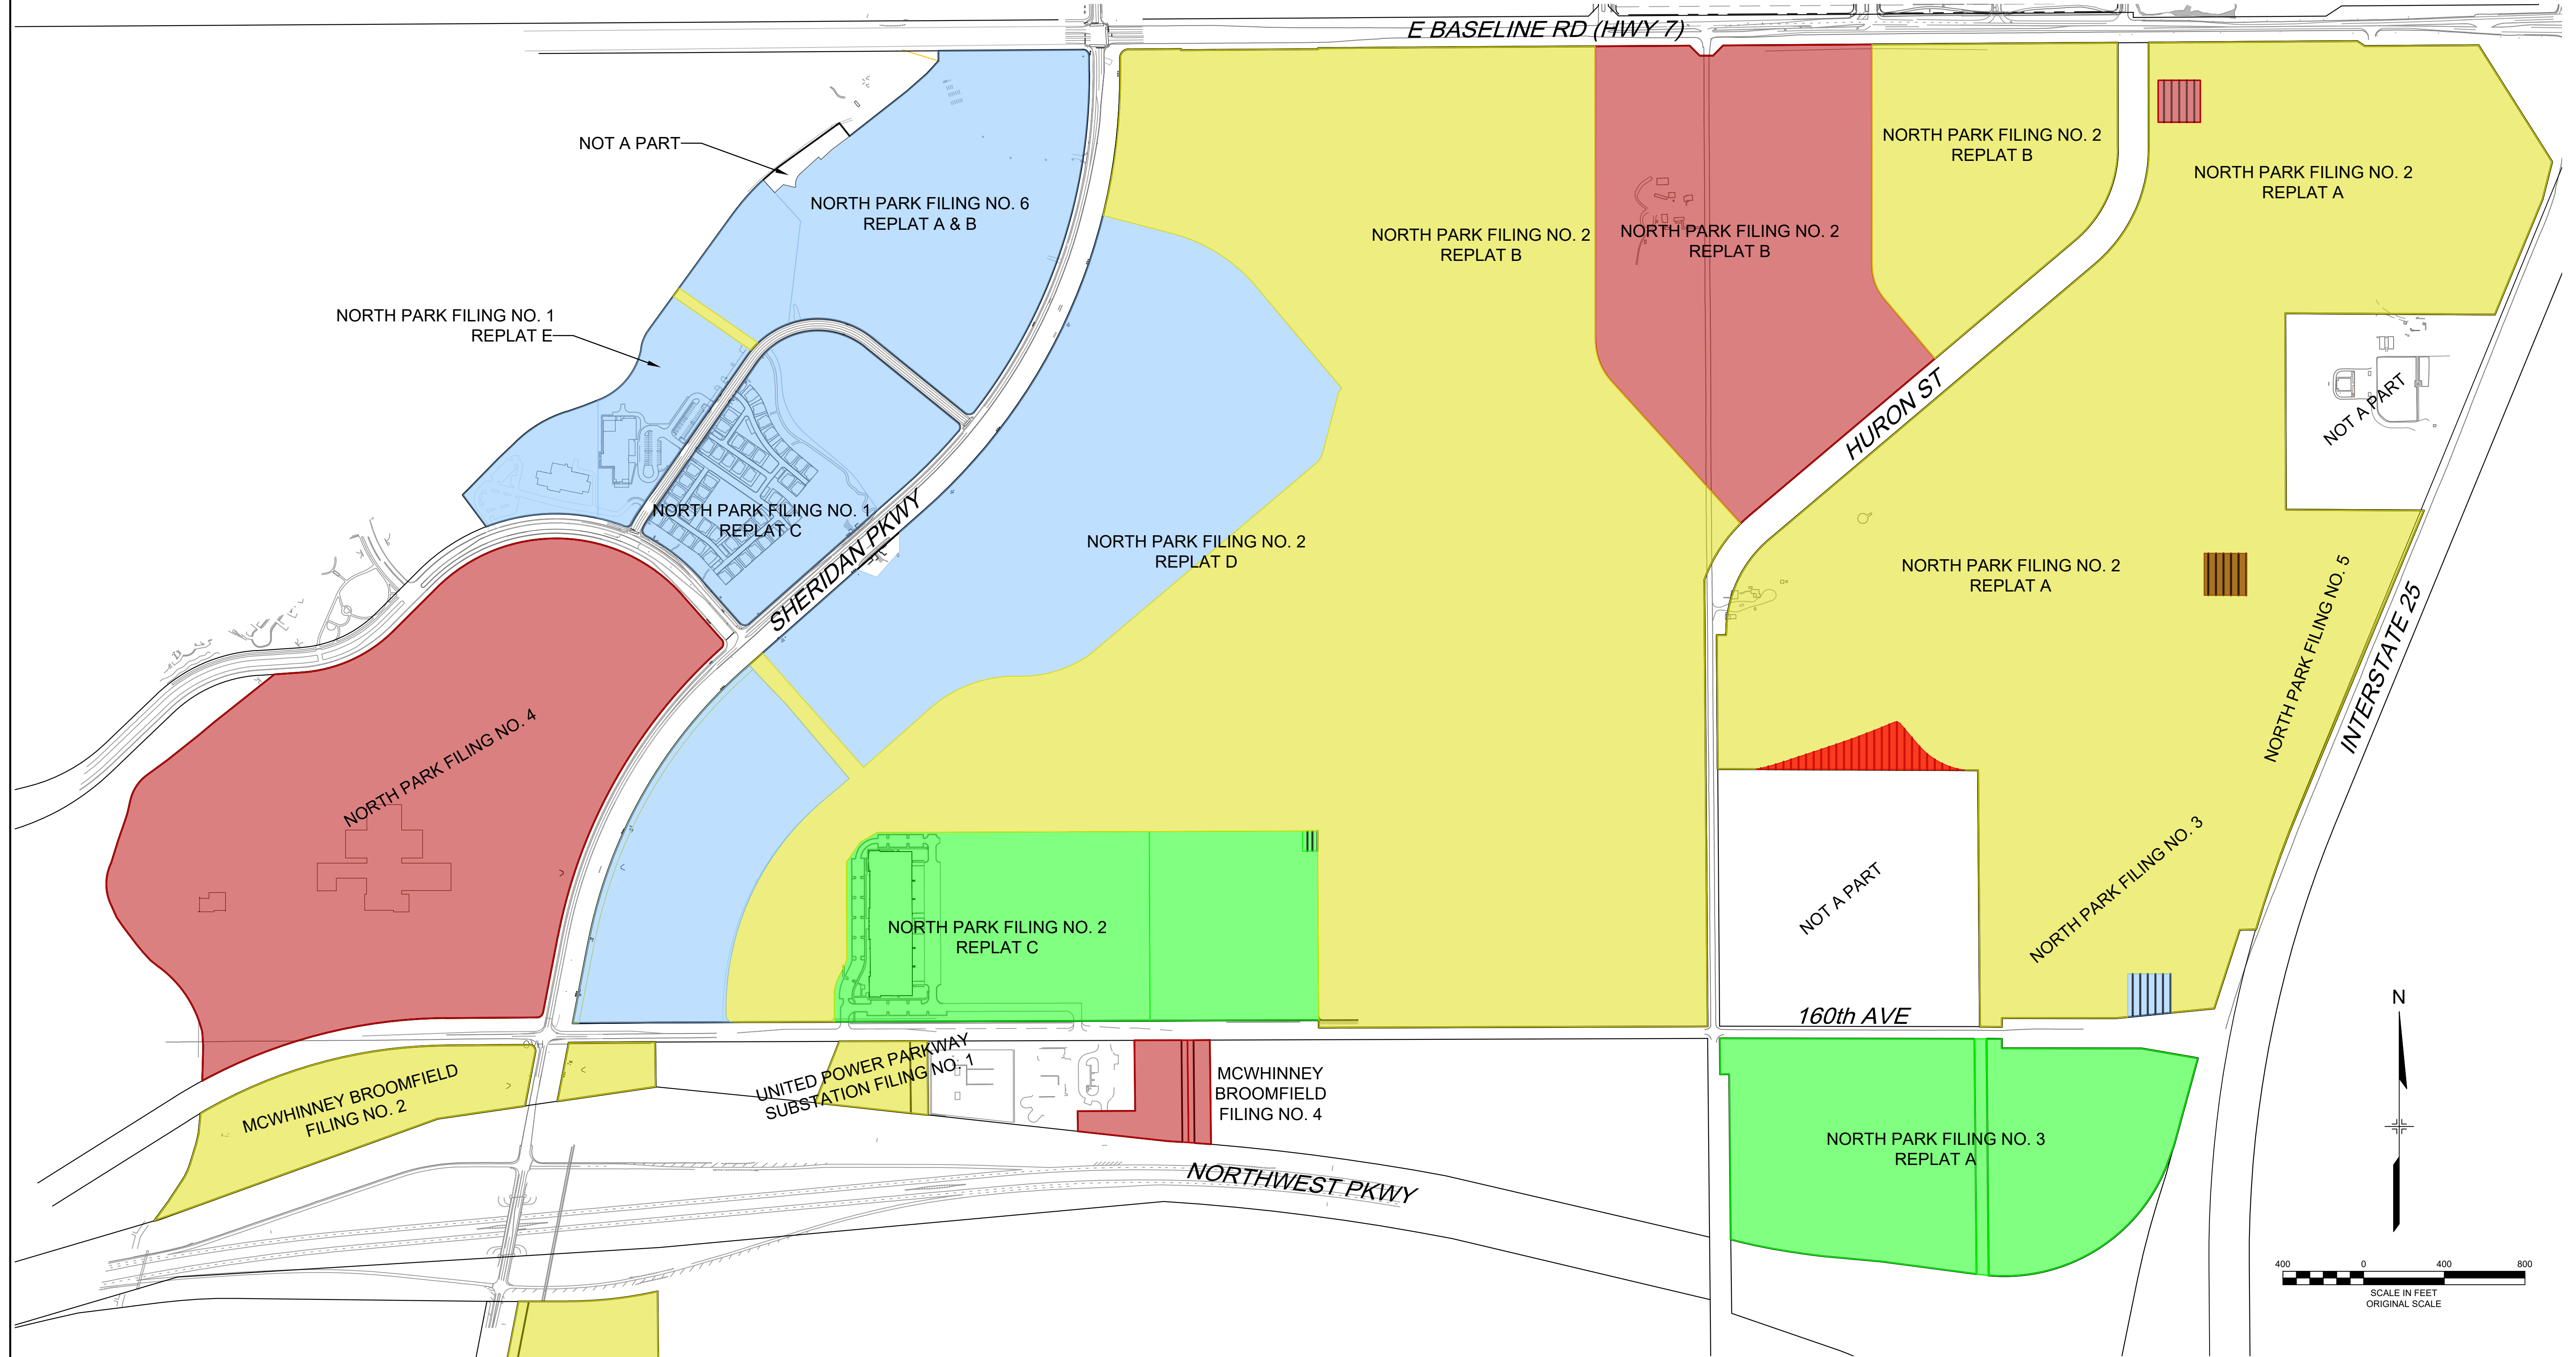 E BASELINE RD (HWY 7)
NOT A PART
NORTH PARK FILING NO. 2
REPLAT B
NORTH PARK FILING NO. 2
REPLAT A
NORTH PARK FILING NO. 6
REPLAT A & B
NORTH PARK FILING NO. 2
REPLAT B
NORTH PARK FILING NO. 2
REPLAT B
NORTH PARK FILING NO. 1
REPLAT E
HURON ST
NOT A PART
NORTH PARK FILING NO. 1
REPLAT C
SHERIDAN PKWY
NORTH PARK FILING NO. 2
REPLAT D
NORTH PARK FILING NO. 2
REPLAT A
NORTH PARK FILING NO. 5
INTERSTATE 25
NORTH PARK FILING NO. 4
NORTH PARK FILING NO. 2
REPLAT C
NOT A PART
NORTH PARK FILING NO. 3
160th AVE
N
MCWHINNEY BROOMFIELD
FILING NO. 2
UNITED POWER PARKWAY
SUBSTATION FILING NO. 1
MCWHINNEY
BROOMFIELD
FILING NO. 4
NORTH PARK FILING NO. 3
REPLAT A
NORTHWEST PKWY
400 0 400 800
SCALE IN FEET
ORIGINAL SCALE